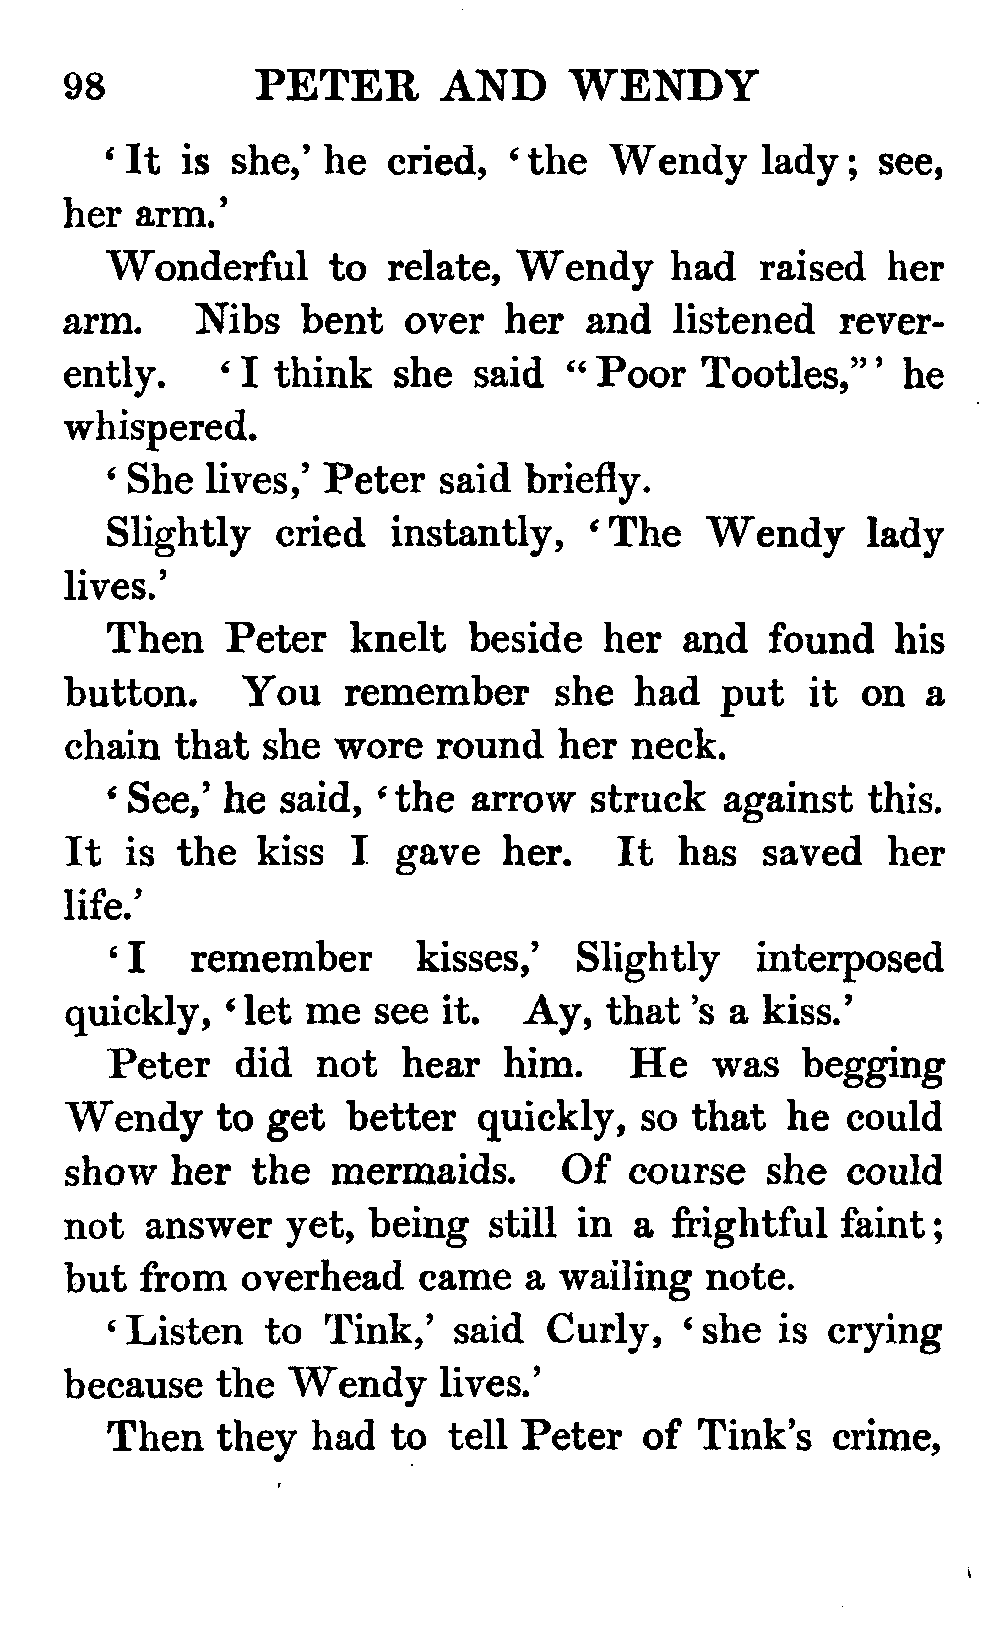 98 PETER AND WENDY
‘It is she,’ he cried, ‘the Wendy lady; see,
her arm.’
Wonderful to relate, Wendy had raised her
arm. Nibs bent over her and listened rever-
ently. ‘I think she said “Poor Tootles,”’ he
whispered.
‘She lives,’ Peter said briefly.
Slightly cried instantly, ‘The Wendy lady
lives.’
Then Peter knelt beside her and found his
button. You remember she had put it on a
chain that she wore round her neck.
‘See,’ he said, ‘the arrow struck against this.
It is the kiss I gave her. It has saved her
life.’
‘I remember kisses,’ Slightly interposed
quickly, ‘let me see it. Ay, that ’s a kiss.’
Peter did not hear him. He was begging
Wendy to get better quickly, so that he could
show her the mermaids. Of course she could
not answer yet, being still in a frightful faint;
but from overhead came a wailing note.
‘Listen to Tink,’ said Curly, ‘she is crying
because the Wendy lives.’
Then they had to tell Peter of Tink’s crime,